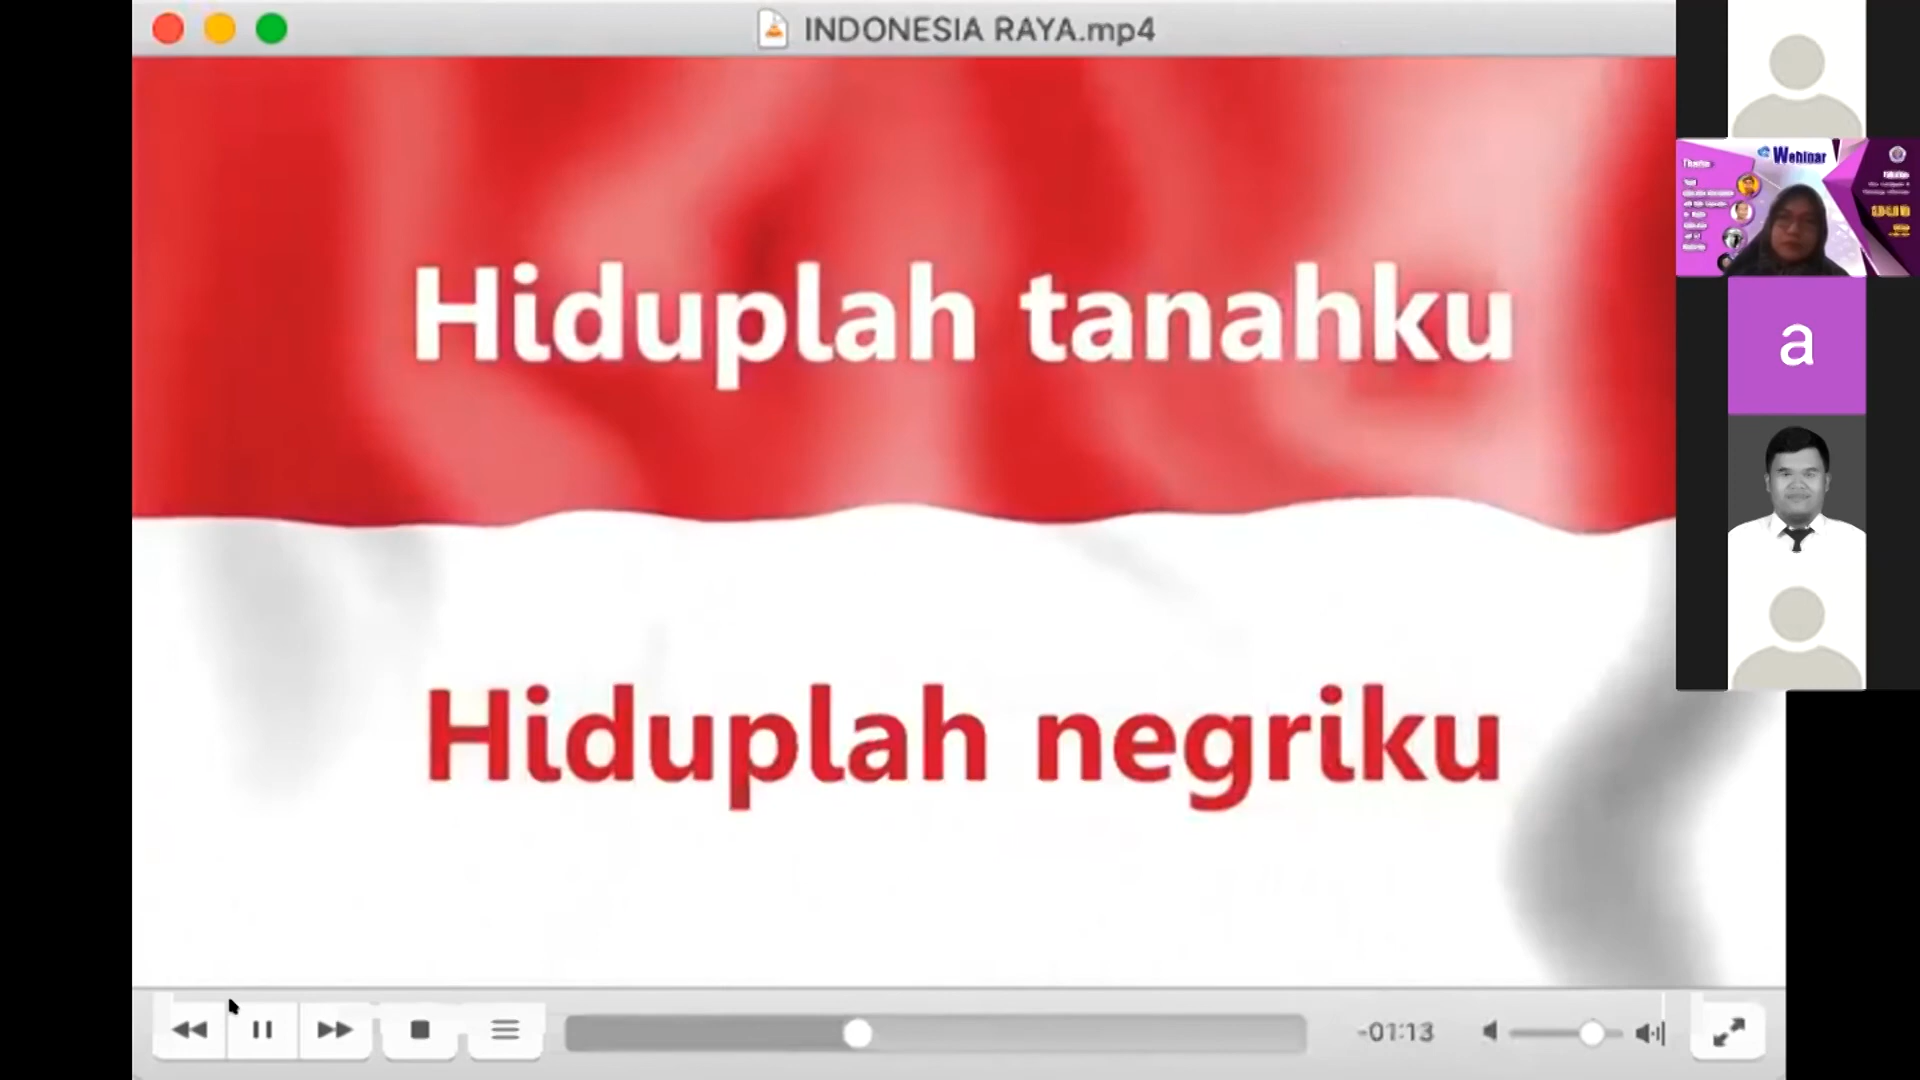 INDONESIA RAYA.mp4
Hiduplah tanahku
Hiduplah negriku
-01:13
Webinar
a